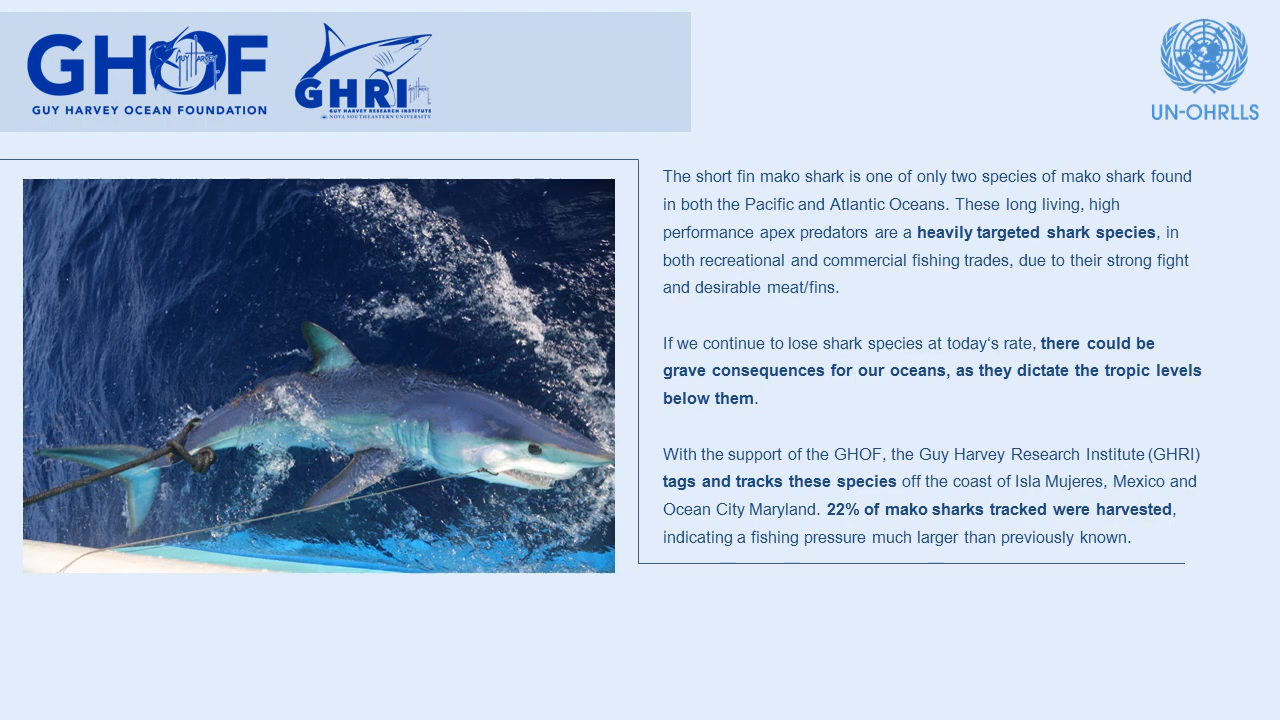 GHOF
GUY HARVEY OCEAN FOUNDATION
GUY HARVEY
GHRI
GUY HARVEY RESEARCH INSTITUTE
NOVA SOUTHEASTERN UNIVERSITY
UN-OHRLLS
The short fin mako shark is one of only two species of mako shark found
in both the Pacific and Atlantic Oceans. These long living, high
performance apex predators are a heavily targeted shark species, in
both recreational and commercial fishing trades, due to their strong fight
and desirable meat/fins.
If we continue to lose shark species at today‘s rate, there could be
grave consequences for our oceans, as they dictate the tropic levels
below them.
With the support of the GHOF, the Guy Harvey Research Institute (GHRI)
tags and tracks these species off the coast of Isla Mujeres, Mexico and
Ocean City Maryland. 22% of mako sharks tracked were harvested,
indicating a fishing pressure much larger than previously known.